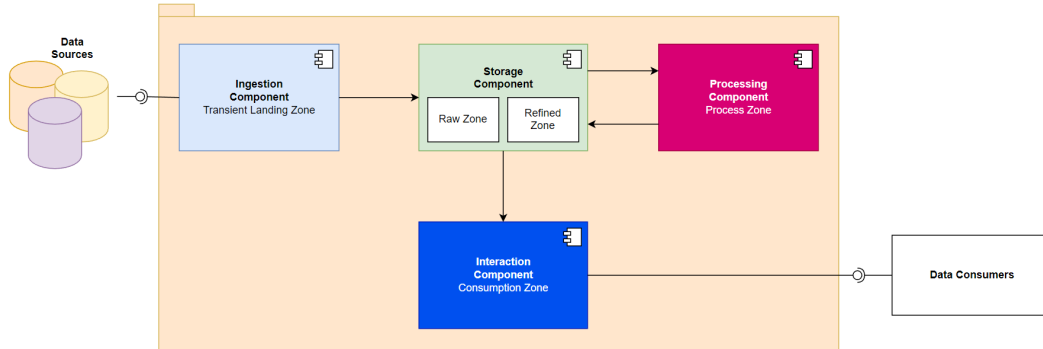 Data
Sources
Ingestion
Component
Transient Landing Zone
Storage
Component
Raw Zone
Refined
Zone
Processing
Component
Process Zone
Interaction
Component
Consumption Zone
Data Consumers